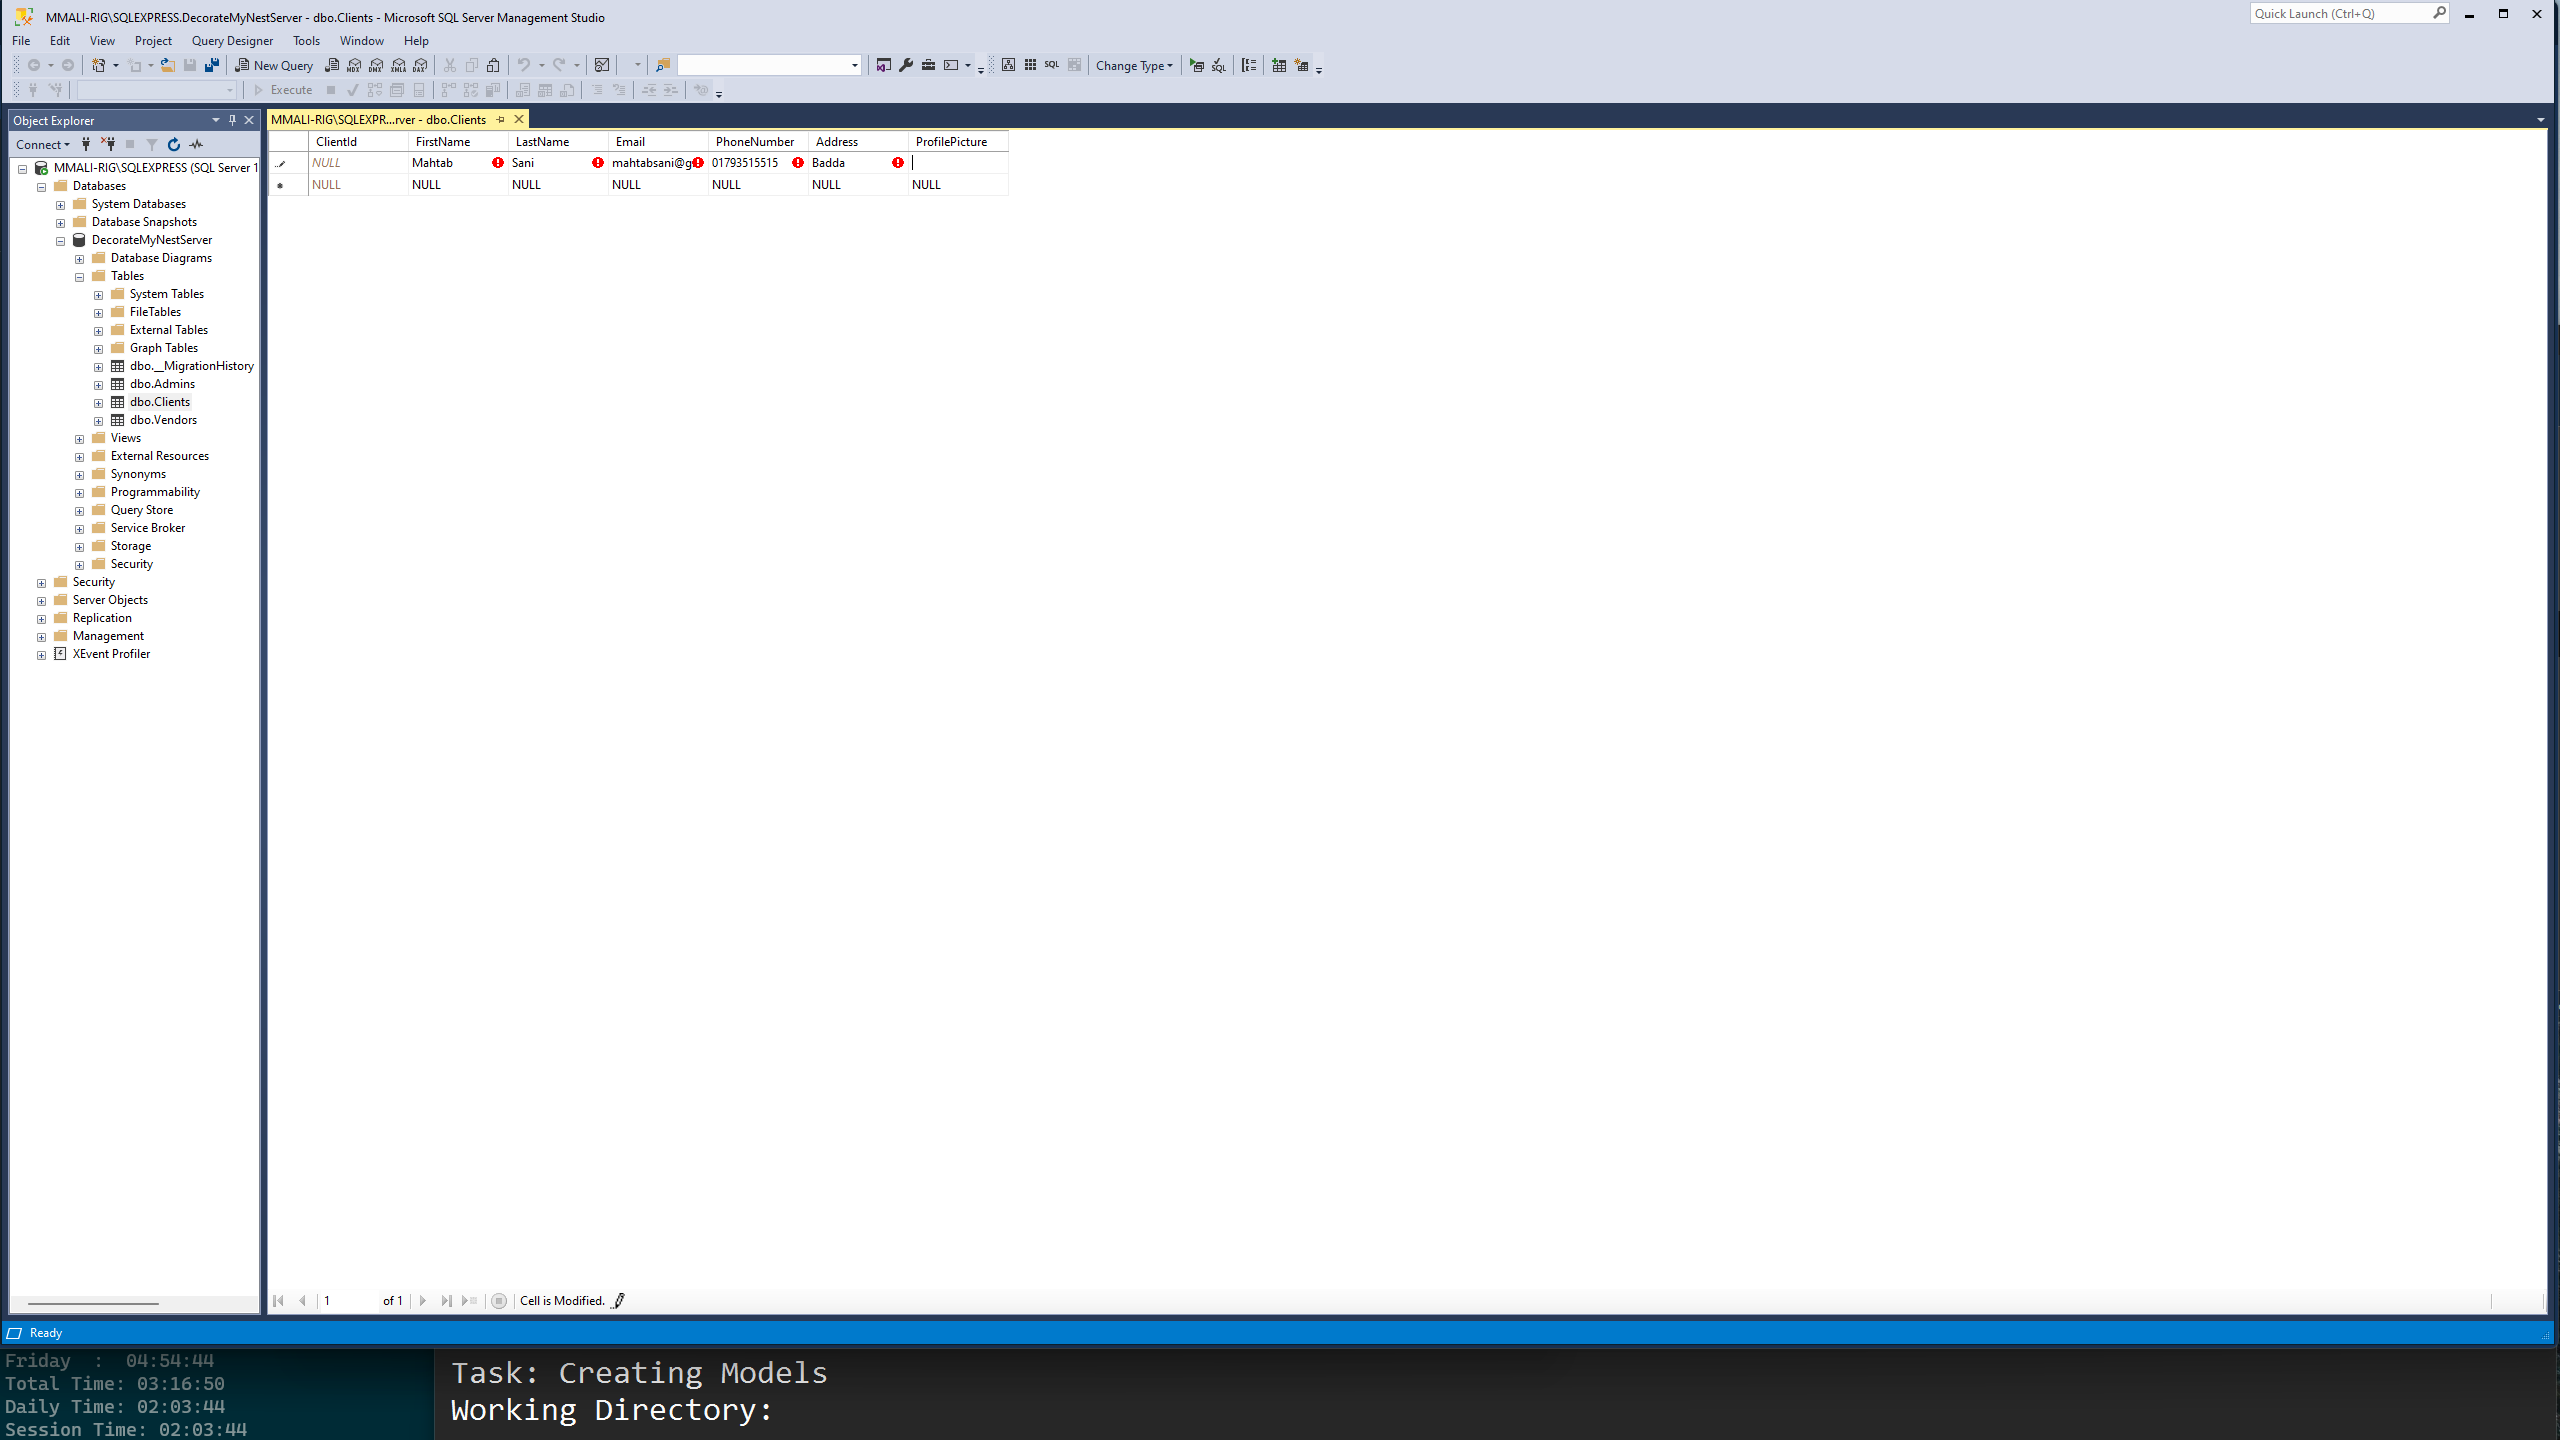 MMALI-RIG\SQLEXPRESS.DecorateMyNestServer - dbo.Clients - Microsoft SQL Server Management Studio
Quick Launch (Ctrl+Q)
File Edit View Project Query Designer Tools Window Help
New Query MDX DMX XMLA DAX SQL Change Type SQL
Execute
Object Explorer
MMALI-RIG\SQLEXPR...rver - dbo.Clients
Connect
ClientId FirstName LastName Email PhoneNumber Address ProfilePicture
NULL Mahtab Sani mahtabsani@g 01793515515 Badda
NULL NULL NULL NULL NULL NULL NULL
MMALI-RIG\SQLEXPRESS (SQL Server 1
Databases
System Databases
Database Snapshots
DecorateMyNestServer
Database Diagrams
Tables
System Tables
FileTables
External Tables
Graph Tables
dbo.__MigrationHistory
dbo.Admins
dbo.Clients
dbo.Vendors
Views
External Resources
Synonyms
Programmability
Query Store
Service Broker
Storage
Security
Security
Server Objects
Replication
Management
XEvent Profiler
1 of 1 Cell is Modified.
Ready
Friday : 04:54:44
Total Time: 03:16:50
Daily Time: 02:03:44
Session Time: 02:03:44
Task: Creating Models
Working Directory: